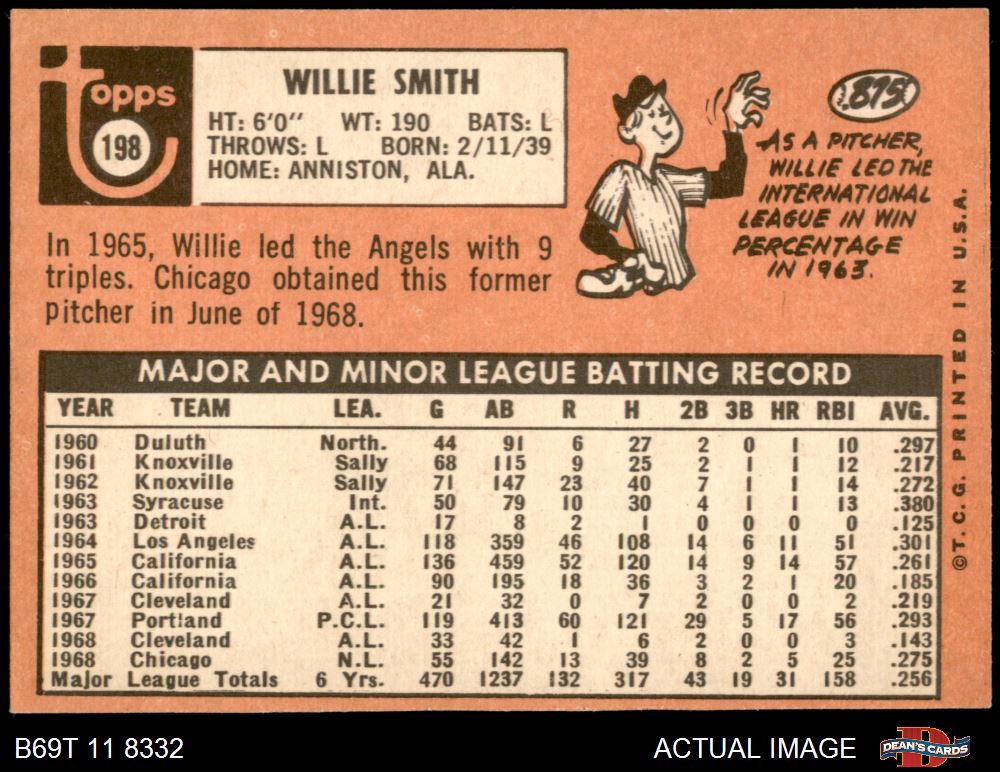 topps
198
WILLIE SMITH
HT: 6'0" WT: 190 BATS: L
THROWS: L BORN: 2/11/39
HOME: ANNISTON, ALA.
.875
AS A PITCHER,
WILLIE LED THE
INTERNATIONAL
LEAGUE IN WIN
PERCENTAGE
IN 1963.
In 1965, Willie led the Angels with 9
triples. Chicago obtained this former
pitcher in June of 1968.
MAJOR AND MINOR LEAGUE BATTING RECORD
YEAR TEAM LEA. G AB R H 2B 3B HR RBI AVG.
1960 Duluth North. 44 91 6 27 2 0 1 10 .297
1961 Knoxville Sally 68 115 9 25 2 1 1 12 .217
1962 Knoxville Sally 71 147 23 40 7 1 1 14 .272
1963 Syracuse Int. 50 79 10 30 4 1 1 13 .380
1963 Detroit A.L. 17 8 2 1 0 0 0 0 .125
1964 Los Angeles A.L. 118 359 46 108 14 6 11 51 .301
1965 California A.L. 136 459 52 120 14 9 14 57 .261
1966 California A.L. 90 195 18 36 3 2 1 20 .185
1967 Cleveland A.L. 21 32 0 7 2 0 0 2 .219
1967 Portland P.C.L. 119 413 60 121 29 5 17 56 .293
1968 Cleveland A.L. 33 42 1 6 2 0 0 3 .143
1968 Chicago N.L. 55 142 13 39 8 2 5 25 .275
Major League Totals 6 Yrs. 470 1237 132 317 43 19 31 158 .256
©T. C. G. PRINTED IN U.S.A.
B69T 11 8332
ACTUAL IMAGE
DEAN'S CARDS